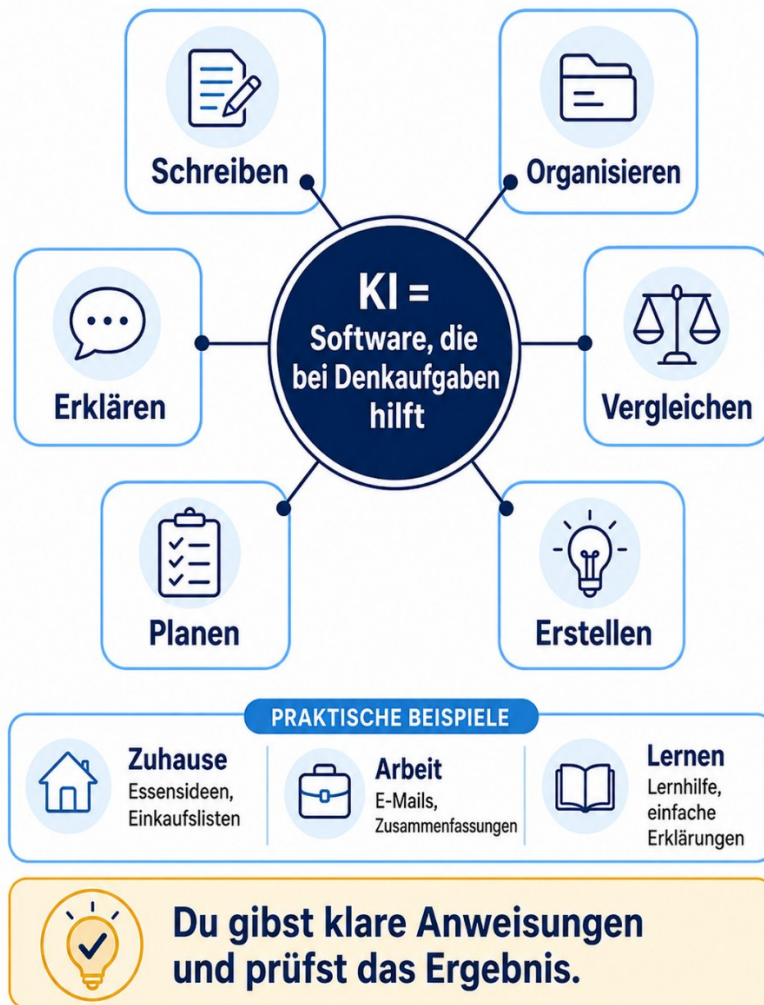 Schreiben
Organisieren
KI =
Software, die
bei Denkaufgaben
hilft
Erklären
Vergleichen
Planen
Erstellen
PRAKTISCHE BEISPIELE
Zuhause
Essensideen,
Einkaufslisten
Arbeit
E-Mails,
Zusammenfassungen
Lernen
Lernhilfe,
einfache
Erklärungen
Du gibst klare Anweisungen
und prüfst das Ergebnis.